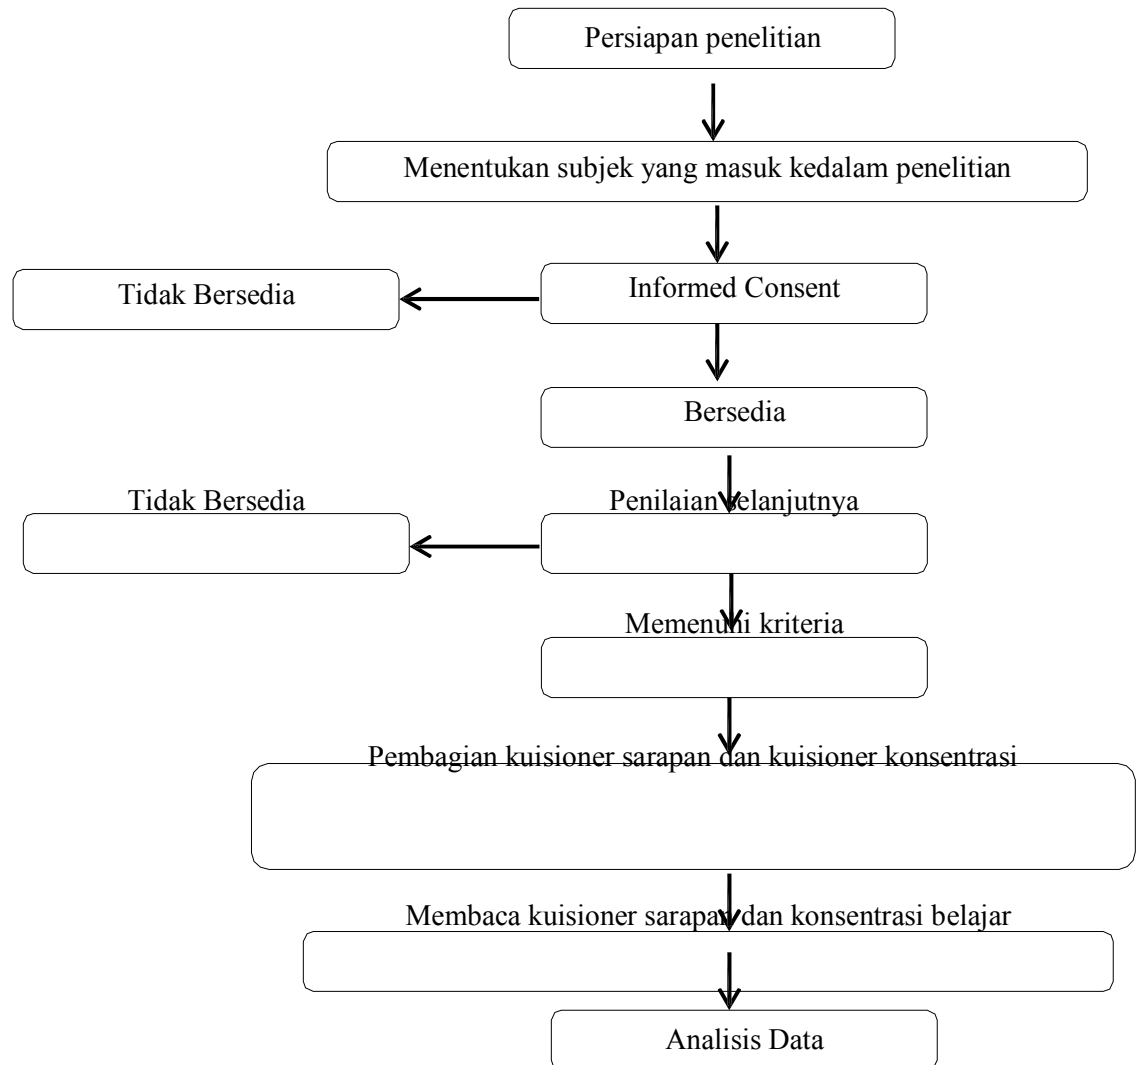 Persiapan penelitian
Menentukan subjek yang masuk kedalam penelitian
Tidak Bersedia
Informed Consent
Bersedia
Tidak Bersedia
Penilaian selanjutnya
Memenuhi kriteria
Pembagian kuisioner sarapan dan kuisioner konsentrasi
Membaca kuisioner sarapan dan konsentrasi belajar
Analisis Data